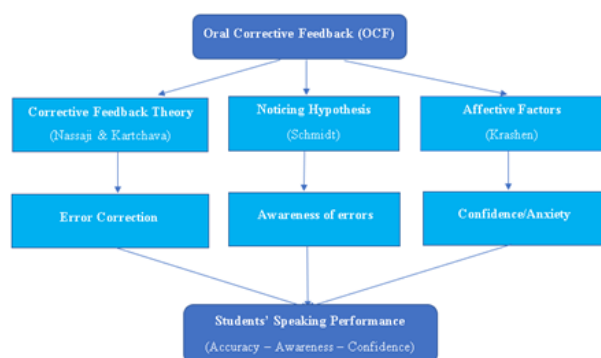 Oral Corrective Feedback (OCF)
Corrective Feedback Theory
(Nassaji & Kartchava)
Noticing Hypothesis
(Schmidt)
Affective Factors
(Krashen)
Error Correction
Awareness of errors
Confidence/Anxiety
Students' Speaking Performance
(Accuracy – Awareness – Confidence)